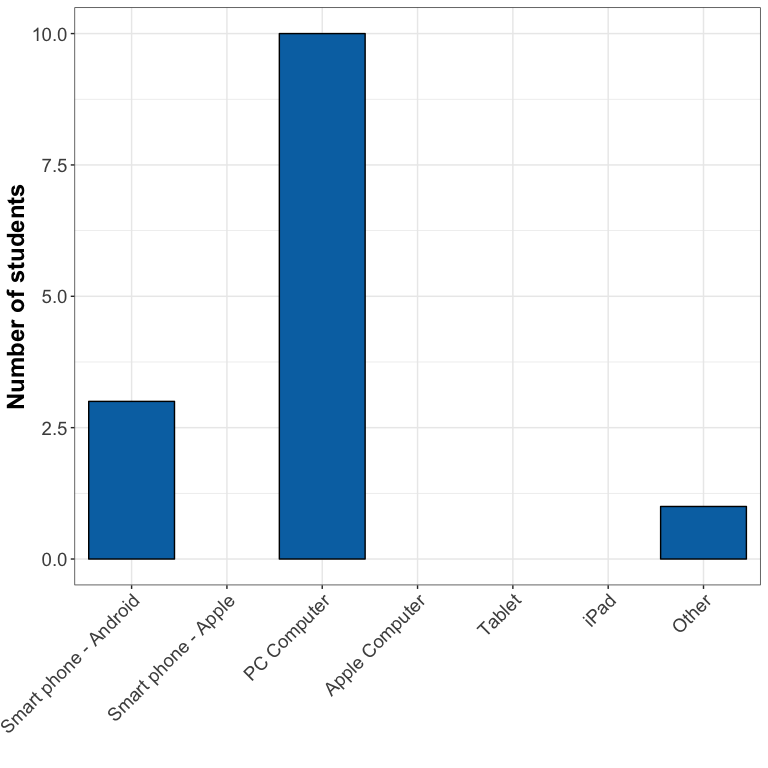 Number of students
10.0
7.5
5.0
2.5
0.0
Smart phone - Android
Smart phone - Apple
PC Computer
Apple Computer
Tablet
iPad
Other